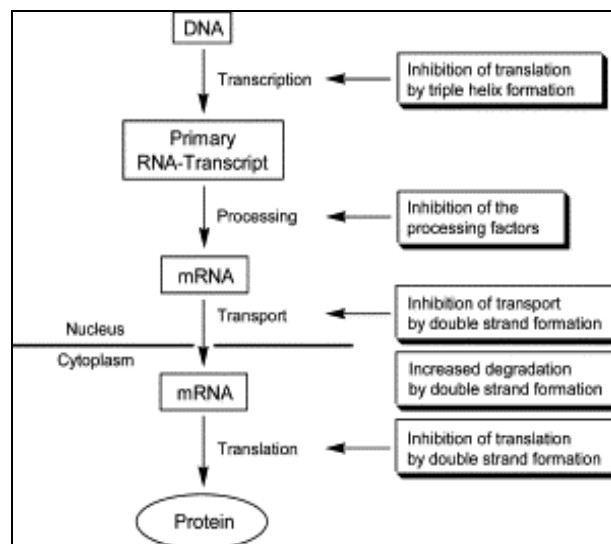 DNA
Transcription
Inhibition of translation
by triple helix formation
Primary
RNA-Transcript
Processing
Inhibition of the
processing factors
mRNA
Transport
Inhibition of transport
by double strand formation
Nucleus
Cytoplasm
Increased degradation
by double strand formation
mRNA
Translation
Inhibition of translation
by double strand formation
Protein